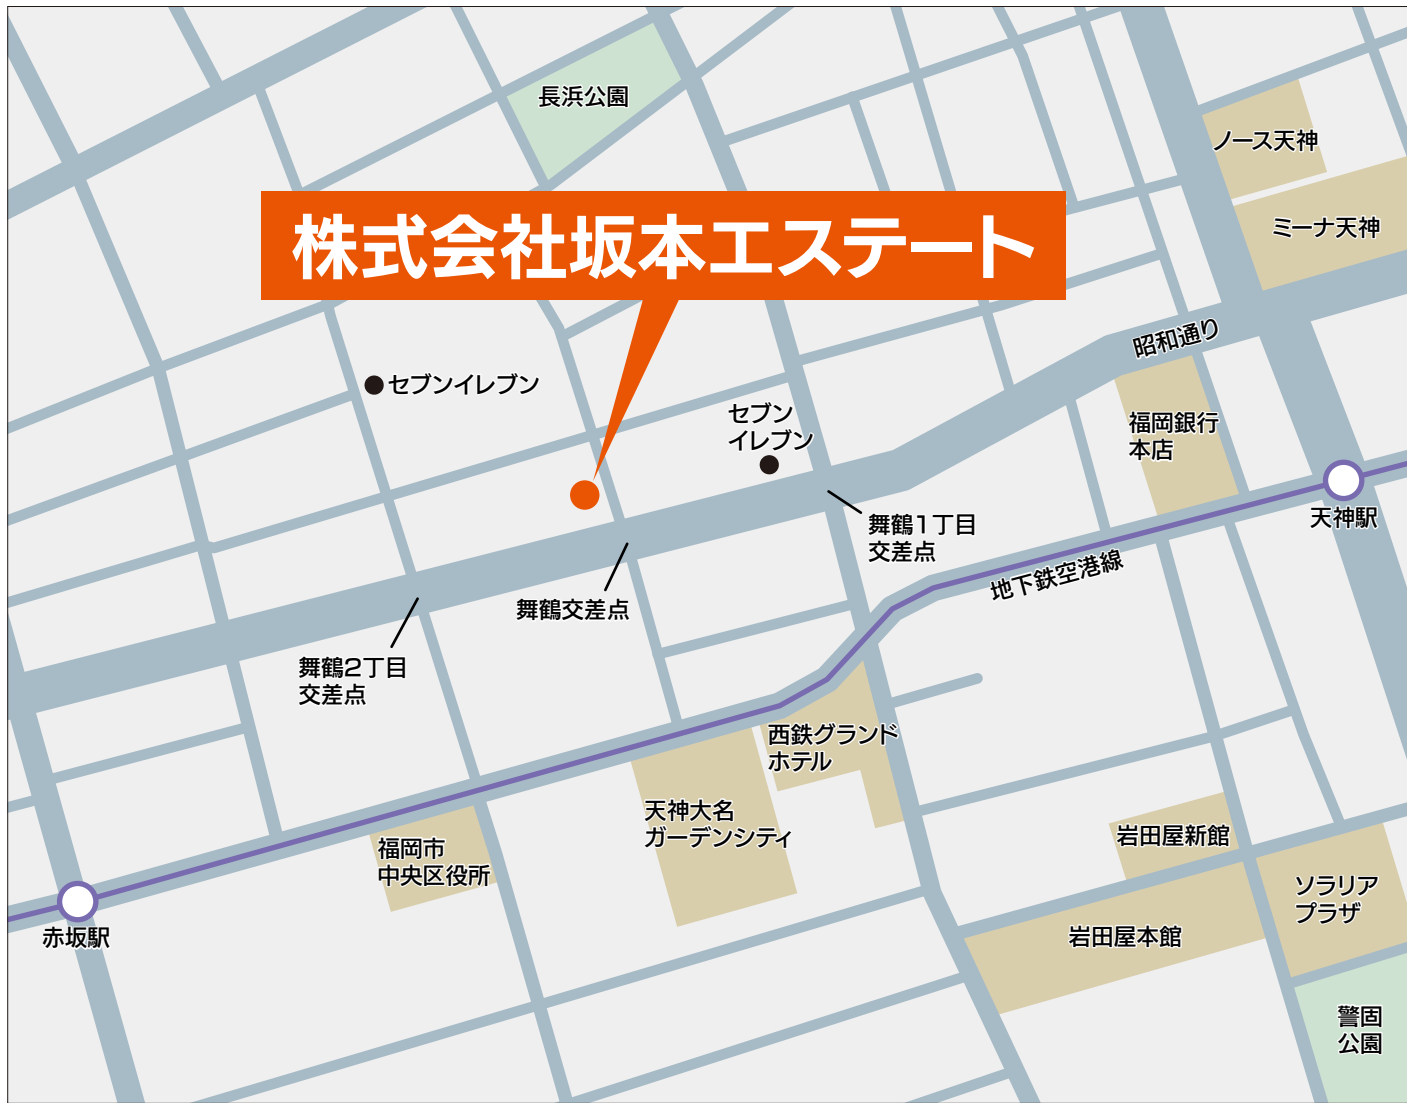 長浜公園
ノース天神
ミーナ天神
株式会社坂本エステート
昭和通り
セブンイレブン
セブン
イレブン
福岡銀行
本店
天神駅
舞鶴1丁目
交差点
地下鉄空港線
舞鶴交差点
舞鶴2丁目
交差点
西鉄グランド
ホテル
天神大名
ガーデンシティ
岩田屋新館
福岡市
中央区役所
ソラリア
プラザ
赤坂駅
岩田屋本館
警固
公園